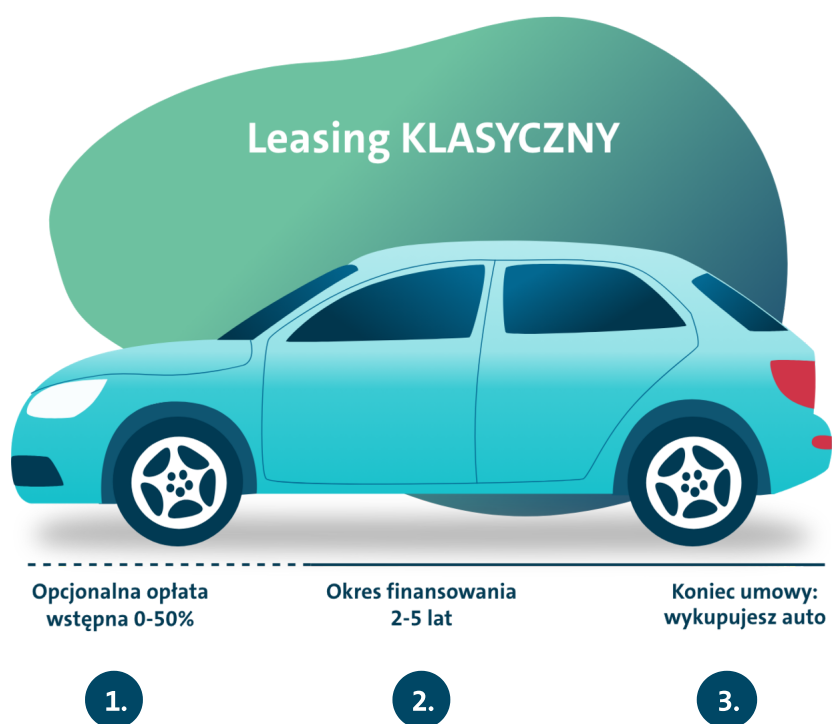 Leasing KLASYCZNY
Opcjonalna opłata
wstępna 0-50%
Okres finansowania
2-5 lat
Koniec umowy:
wykupujesz auto
1.
2.
3.